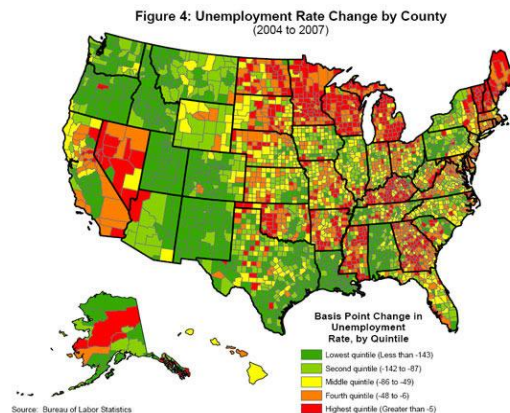 Figure 4: Unemployment Rate Change by County
(2004 to 2007)
Basis Point Change in
Unemployment
Rate, by Quintile
Lowest quintile (Less than -143)
Second quintile (-142 to -87)
Middle quintile (-86 to -49)
Fourth quintile (-48 to -6)
Highest quintile (Greater than -5)
Source: Bureau of Labor Statistics